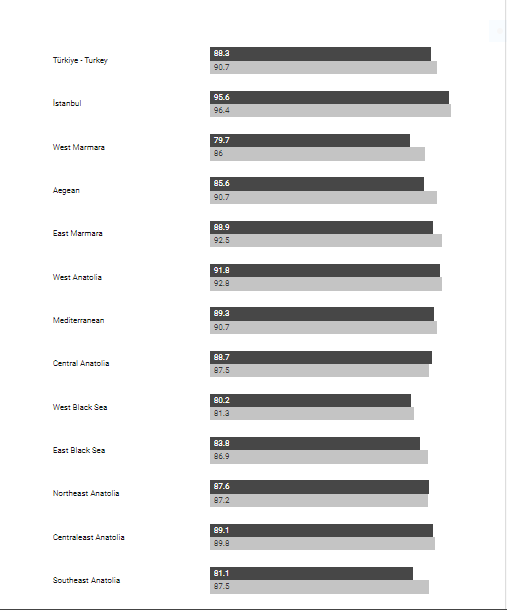 88.3
Türkiye - Turkey
90.7
95.6
İstanbul
96.4
79.7
West Marmara
86
85.6
Aegean
90.7
88.9
East Marmara
92.5
91.8
West Anatolia
92.8
89.3
Mediterranean
90.7
88.7
Central Anatolia
87.5
80.2
West Black Sea
81.3
83.8
East Black Sea
86.9
87.6
Northeast Anatolia
87.2
89.1
Centraleast Anatolia
89.8
81.1
Southeast Anatolia
87.5